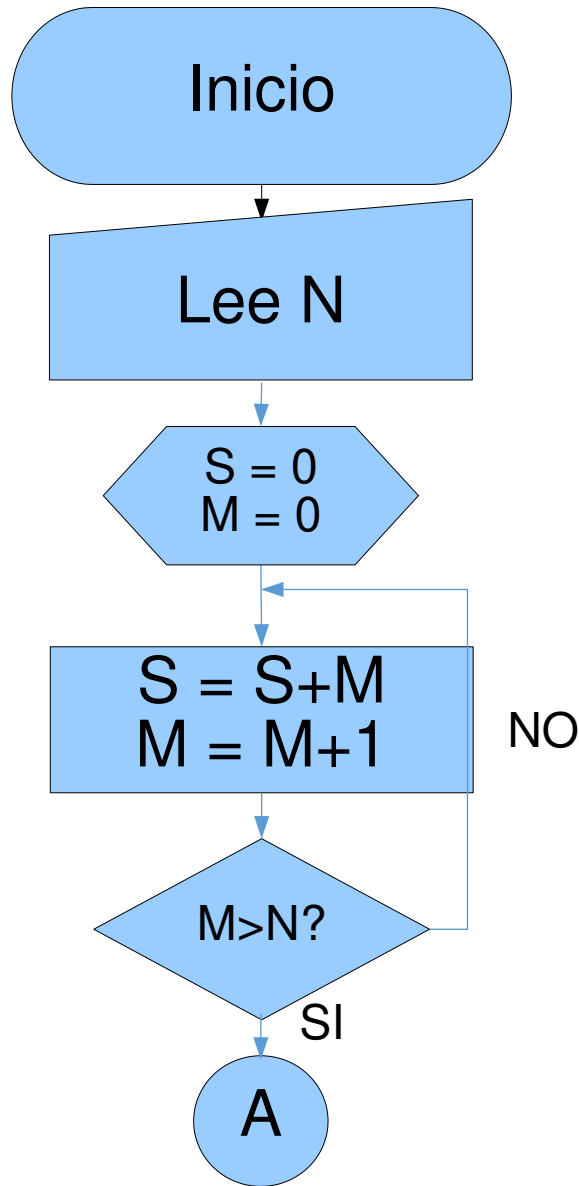 Inicio
Lee N
S = 0
M = 0
S = S+M
M = M+1
NO
M>N?
SI
A